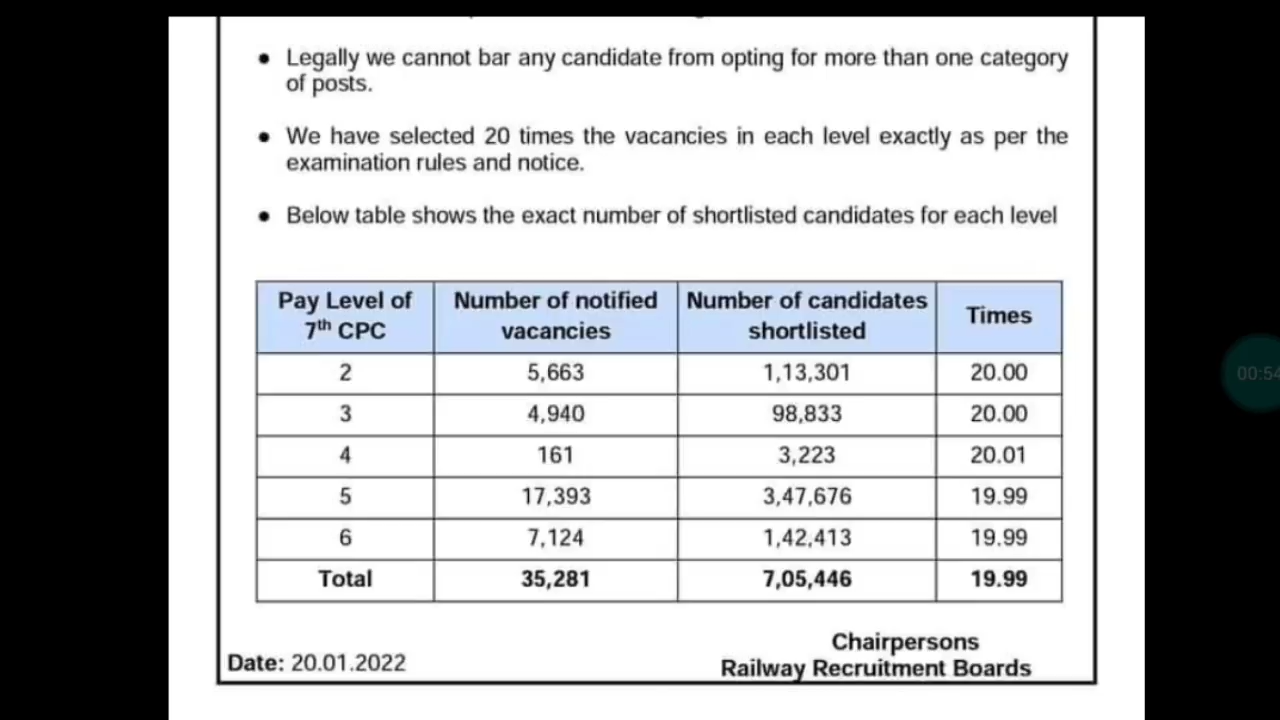 • Legally we cannot bar any candidate from opting for more than one category
of posts.
• We have selected 20 times the vacancies in each level exactly as per the
examination rules and notice.
• Below table shows the exact number of shortlisted candidates for each level
Pay Level of 7th CPC | Number of notified vacancies | Number of candidates shortlisted | Times
2 | 5,663 | 1,13,301 | 20.00
3 | 4,940 | 98,833 | 20.00
4 | 161 | 3,223 | 20.01
5 | 17,393 | 3,47,676 | 19.99
6 | 7,124 | 1,42,413 | 19.99
Total | 35,281 | 7,05,446 | 19.99
Chairpersons
Date: 20.01.2022 Railway Recruitment Boards
00:54